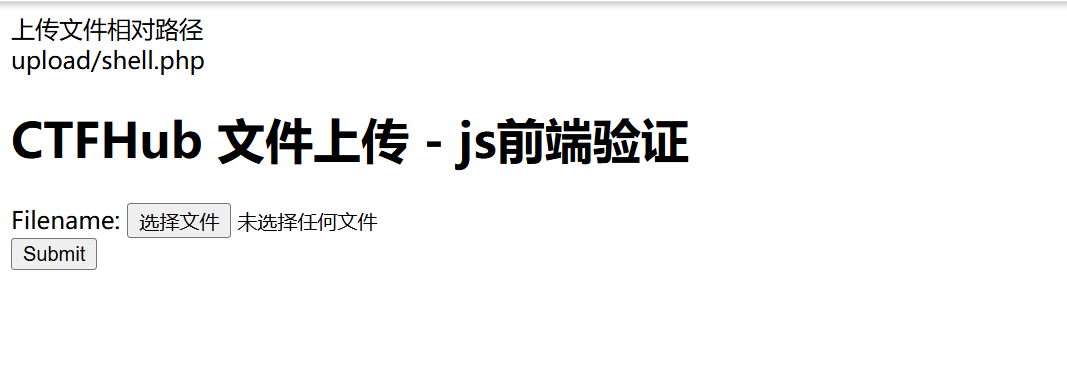 上传文件相对路径
upload/shell.php
CTFHub 文件上传 - js前端验证
Filename: 选择文件 未选择任何文件
Submit